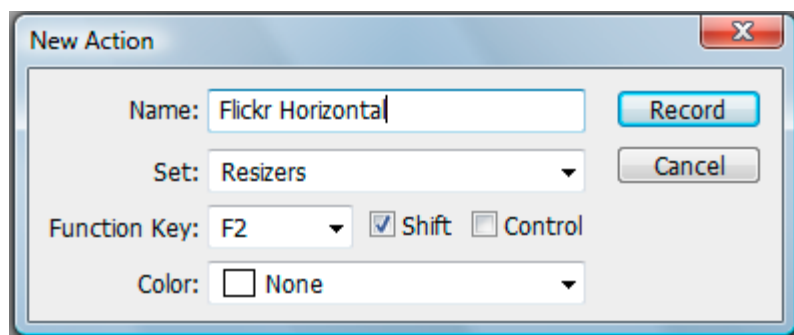 New Action
Name: Flickr Horizontal Record
Set: Resizers Cancel
Function Key: F2 Shift Control
Color: None